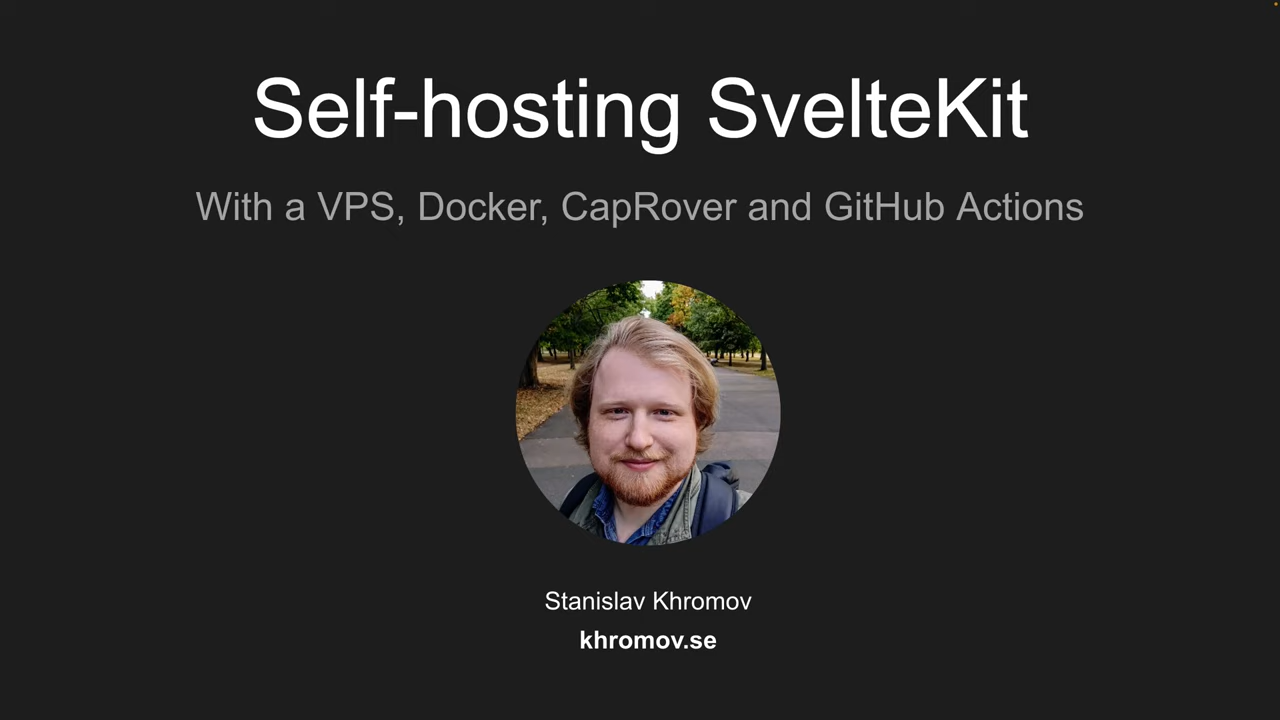 Self-hosting SvelteKit
With a VPS, Docker, CapRover and GitHub Actions
Stanislav Khromov
khromov.se